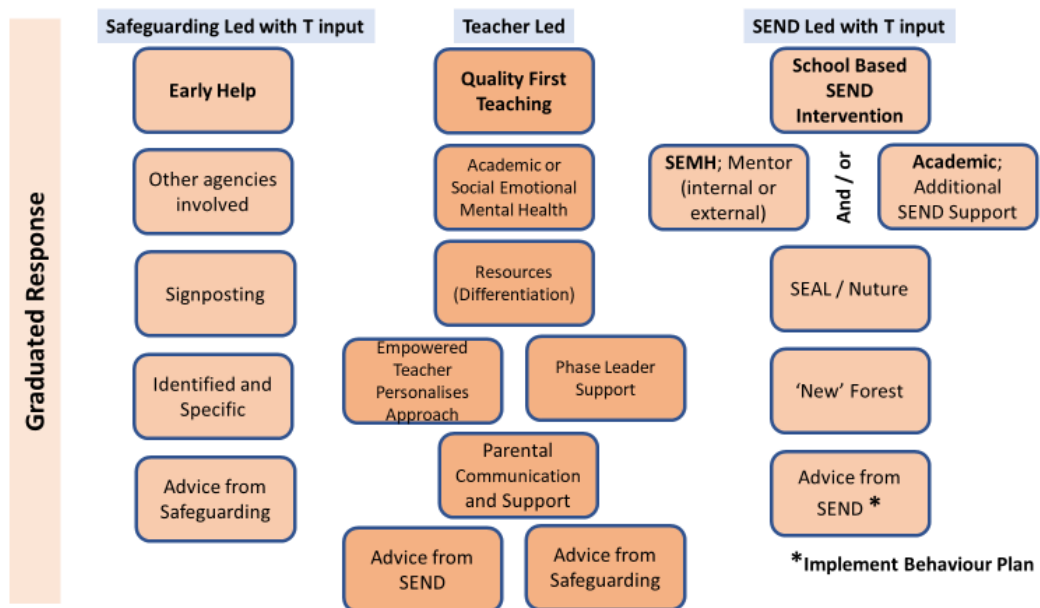 Graduated Response
Safeguarding Led with T input
Early Help
Other agencies
involved
Signposting
Identified and
Specific
Advice from
Safeguarding
Teacher Led
Quality First
Teaching
Academic or
Social Emotional
Mental Health
Resources
(Differentiation)
Empowered
Teacher
Personalises
Approach
Phase Leader
Support
Parental
Communication
and Support
Advice from
SEND
Advice from
Safeguarding
SEND Led with T input
School Based
SEND
Intervention
SEMH; Mentor
(internal or
external)
And / or
Academic;
Additional
SEND Support
SEAL / Nuture
‘New’ Forest
Advice from
SEND *
*Implement Behaviour Plan